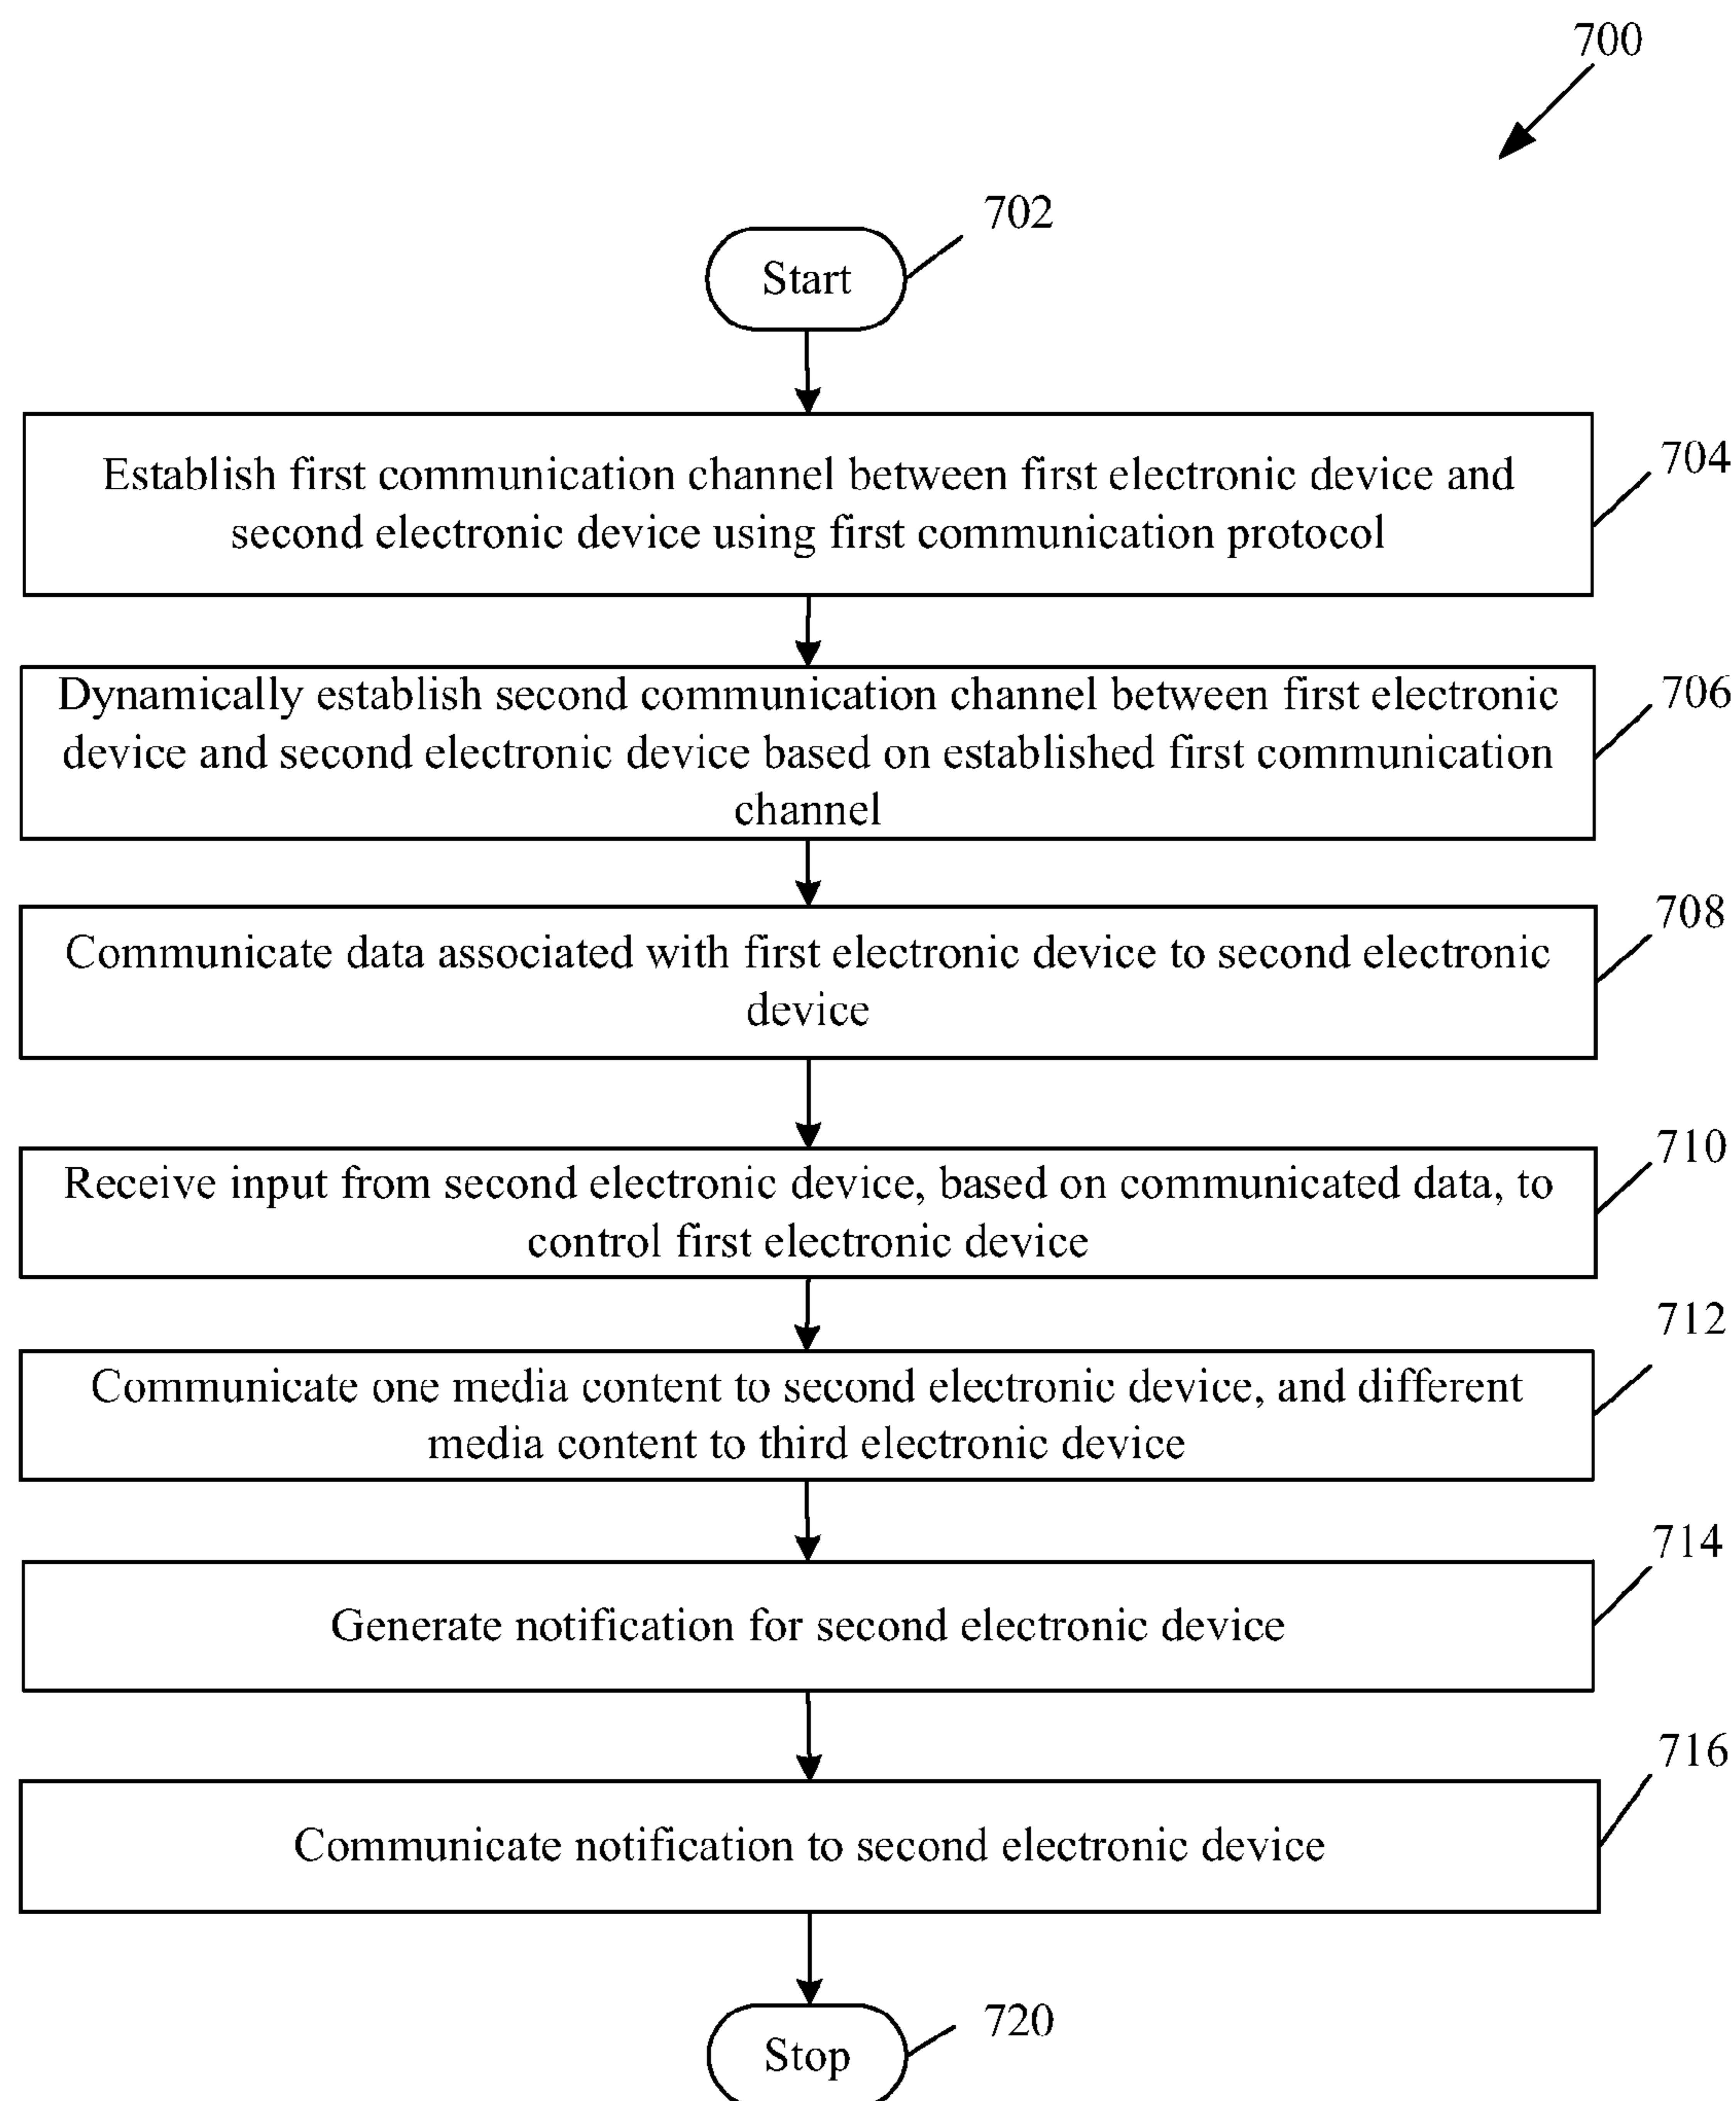 700
702
Start
704
Establish first communication channel between first electronic device and
second electronic device using first communication protocol
706
Dynamically establish second communication channel between first electronic
device and second electronic device based on established first communication
channel
708
Communicate data associated with first electronic device to second electronic
device
710
Receive input from second electronic device, based on communicated data, to
control first electronic device
712
Communicate one media content to second electronic device, and different
media content to third electronic device
714
Generate notification for second electronic device
716
Communicate notification to second electronic device
720
Stop